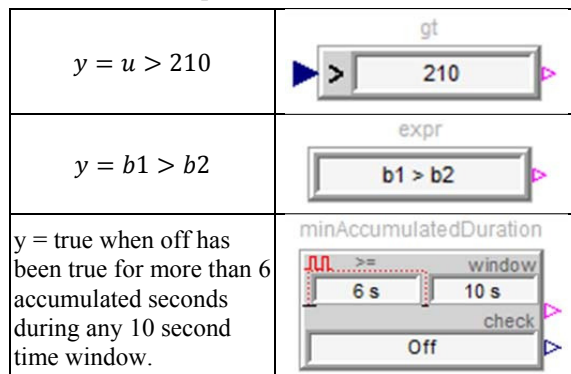 gt
y = u > 210
>
210
expr
y = b1 > b2
b1 > b2
minAccumulatedDuration
y = true when off has
been true for more than 6
accumulated seconds
during any 10 second
time window.
>= window
6 s 10 s
check
Off